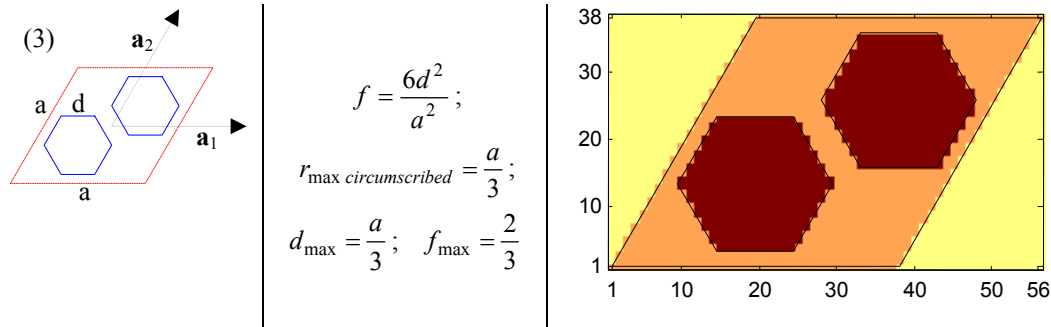 (3)
a₂
a
d
a₁
a
f = 6d² / a² ;
r_max circumscribed = a / 3 ;
d_max = a / 3 ; f_max = 2 / 3
38
30
20
10
1
1 10 20 30 40 50 56